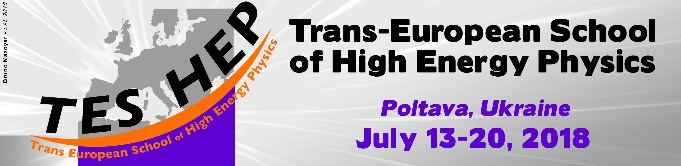 TES HEP
Trans European School of High Energy Physics
Trans-European School
of High Energy Physics
Poltava, Ukraine
July 13-20, 2018